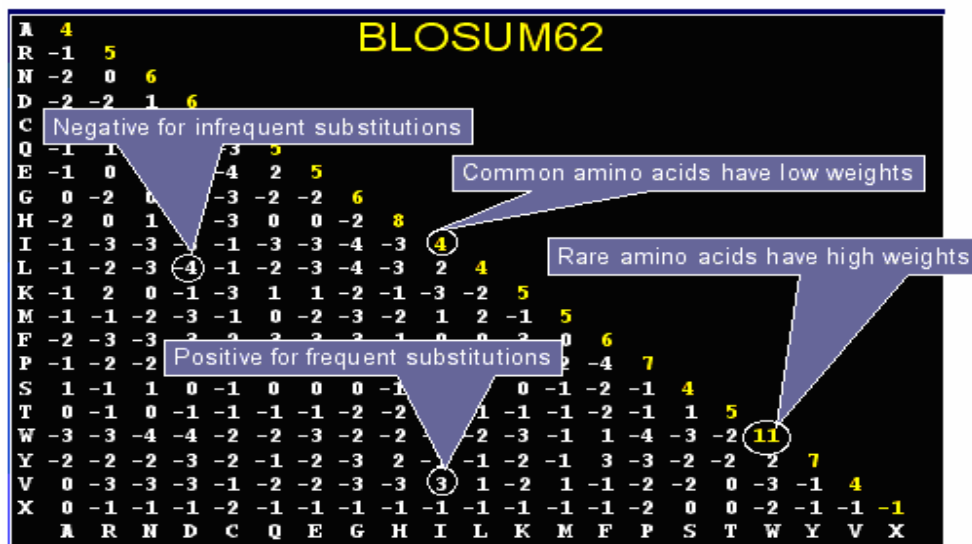 BLOSUM62
A 4
R -1 5
N -2 0 6
D -2 -2 1 6
C
Negative for infrequent substitutions
Q -1 1 -3 5
E -1 0 -4 2 5
Common amino acids have low weights
G 0 -2 0 -3 -2 -2 6
H -2 0 1 -3 0 0 -2 8
I -1 -3 -3 -1 -3 -3 -4 -3 4
Rare amino acids have high weights
L -1 -2 -3 -4 -1 -2 -3 -4 -3 2 4
K -1 2 0 -1 -3 1 1 -2 -1 -3 -2 5
M -1 -1 -2 -3 -1 0 -2 -3 -2 1 2 -1 5
F -2 -3 -3 -3 -2 -3 -3 -3 -1 0 0 -3 0 6
Positive for frequent substitutions
P -1 -2 -2 -4 7
S 1 -1 1 0 -1 0 0 0 -1 0 -1 -2 -1 4
T 0 -1 0 -1 -1 -1 -1 -2 -2 -1 -1 -1 -2 -1 1 5
W -3 -3 -4 -4 -2 -2 -3 -2 -2 -2 -3 -1 1 -4 -3 -2 11
Y -2 -2 -2 -3 -2 -1 -2 -3 2 -1 -2 -1 3 -3 -2 -2 2 7
V 0 -3 -3 -3 -1 -2 -2 -3 -3 3 1 -2 1 -1 -2 -2 0 -3 -1 4
X 0 -1 -1 -1 -2 -1 -1 -1 -1 -1 -1 -1 -1 -1 -2 0 0 -2 -1 -1 -1
A R N D C Q E G H I L K M F P S T W Y V X